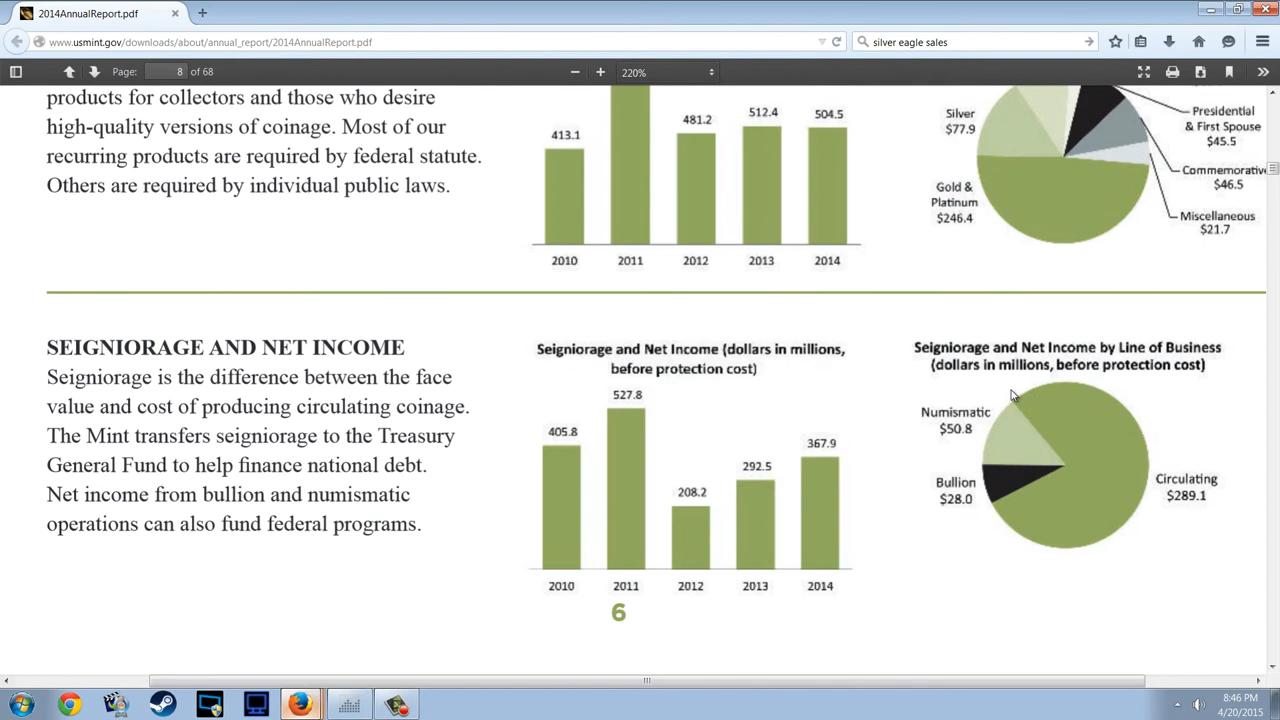 2014AnnualReport.pdf
www.usmint.gov/downloads/about/annual_report/2014AnnualReport.pdf
silver eagle sales
Page: 8 of 68
220%
products for collectors and those who desire
high-quality versions of coinage. Most of our
recurring products are required by federal statute.
Others are required by individual public laws.
413.1
481.2
512.4
504.5
2010 2011 2012 2013 2014
Silver
$77.9
Gold &
Platinum
$246.4
Presidential
& First Spouse
$45.5
Commemorative
$46.5
Miscellaneous
$21.7
SEIGNIORAGE AND NET INCOME
Seigniorage is the difference between the face
value and cost of producing circulating coinage.
The Mint transfers seigniorage to the Treasury
General Fund to help finance national debt.
Net income from bullion and numismatic
operations can also fund federal programs.
Seigniorage and Net Income (dollars in millions,
before protection cost)
405.8
527.8
208.2
292.5
367.9
2010 2011 2012 2013 2014
Seigniorage and Net Income by Line of Business
(dollars in millions, before protection cost)
Numismatic
$50.8
Bullion
$28.0
Circulating
$289.1
6
8:46 PM
4/20/2015